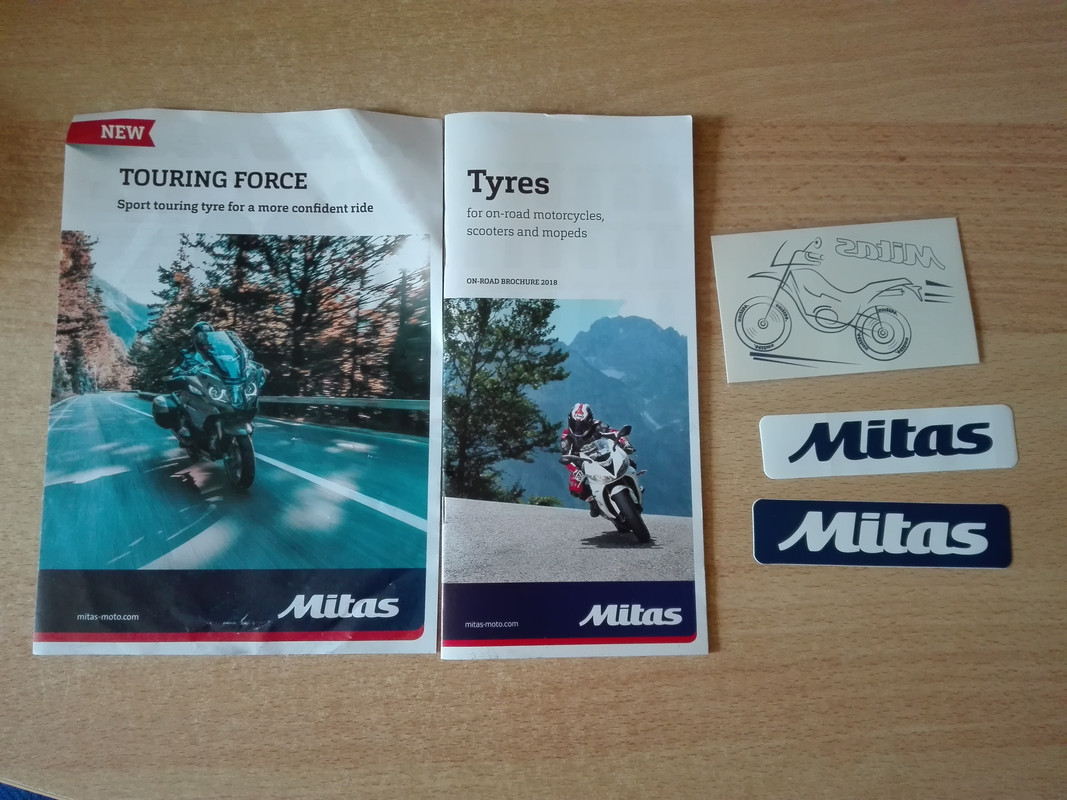 NEW
TOURING FORCE
Sport touring tyre for a more confident ride
mitas-moto.com
Mitas
Tyres
for on-road motorcycles,
scooters and mopeds
ON-ROAD BROCHURE 2018
mitas-moto.com
Mitas
Mitas
Mitas
Mitas